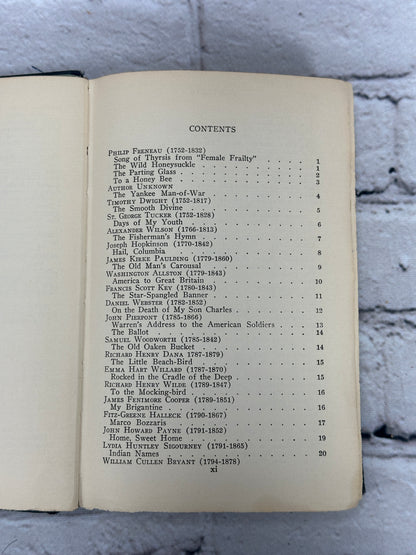 CONTENTS
PHILIP FRENEAU (1752-1832)
Song of Thyrsis from "Female Frailty" . . . . . 1
The Wild Honeysuckle . . . . . . . . . 1
The Parting Glass . . . . . . . . . . 2
To a Honey Bee . . . . . . . . . . 3
AUTHOR UNKNOWN
The Yankee Man-of-War . . . . . . . . 4
TIMOTHY DWIGHT (1752-1817)
The Smooth Divine . . . . . . . . . . 5
ST. GEORGE TUCKER (1752-1828)
Days of My Youth . . . . . . . . . . 6
ALEXANDER WILSON (1766-1813)
The Fisherman's Hymn . . . . . . . . . 7
JOSEPH HOPKINSON (1770-1842)
Hail, Columbia . . . . . . . . . . . 8
JAMES KIRKE PAULDING (1779-1860)
The Old Man's Carousal . . . . . . . . 9
WASHINGTON ALLSTON (1779-1843)
America to Great Britain . . . . . . . . 10
FRANCIS SCOTT KEY (1780-1843)
The Star-Spangled Banner . . . . . . . . 11
DANIEL WEBSTER (1782-1852)
On the Death of My Son Charles . . . . . . 12
JOHN PIERPONT (1785-1866)
Warren's Address to the American Soldiers . . . 13
The Ballot . . . . . . . . . . . . 14
SAMUEL WOODWORTH (1785-1842)
The Old Oaken Bucket . . . . . . . . . 14
RICHARD HENRY DANA 1787-1879)
The Little Beach-Bird . . . . . . . . . 15
EMMA HART WILLARD (1787-1870)
Rocked in the Cradle of the Deep . . . . . . 15
RICHARD HENRY WILDE (1789-1847)
To the Mocking-bird . . . . . . . . . 16
JAMES FENIMORE COOPER (1789-1851)
My Brigantine . . . . . . . . . . . 16
FITZ-GREENE HALLECK (1790-1867)
Marco Bozzaris . . . . . . . . . . . 17
JOHN HOWARD PAYNE (1791-1852)
Home, Sweet Home . . . . . . . . . . 19
LYDIA HUNTLEY SIGOURNEY (1791-1865)
Indian Names . . . . . . . . . . . 20
WILLIAM CULLEN BRYANT (1794-1878)
xi